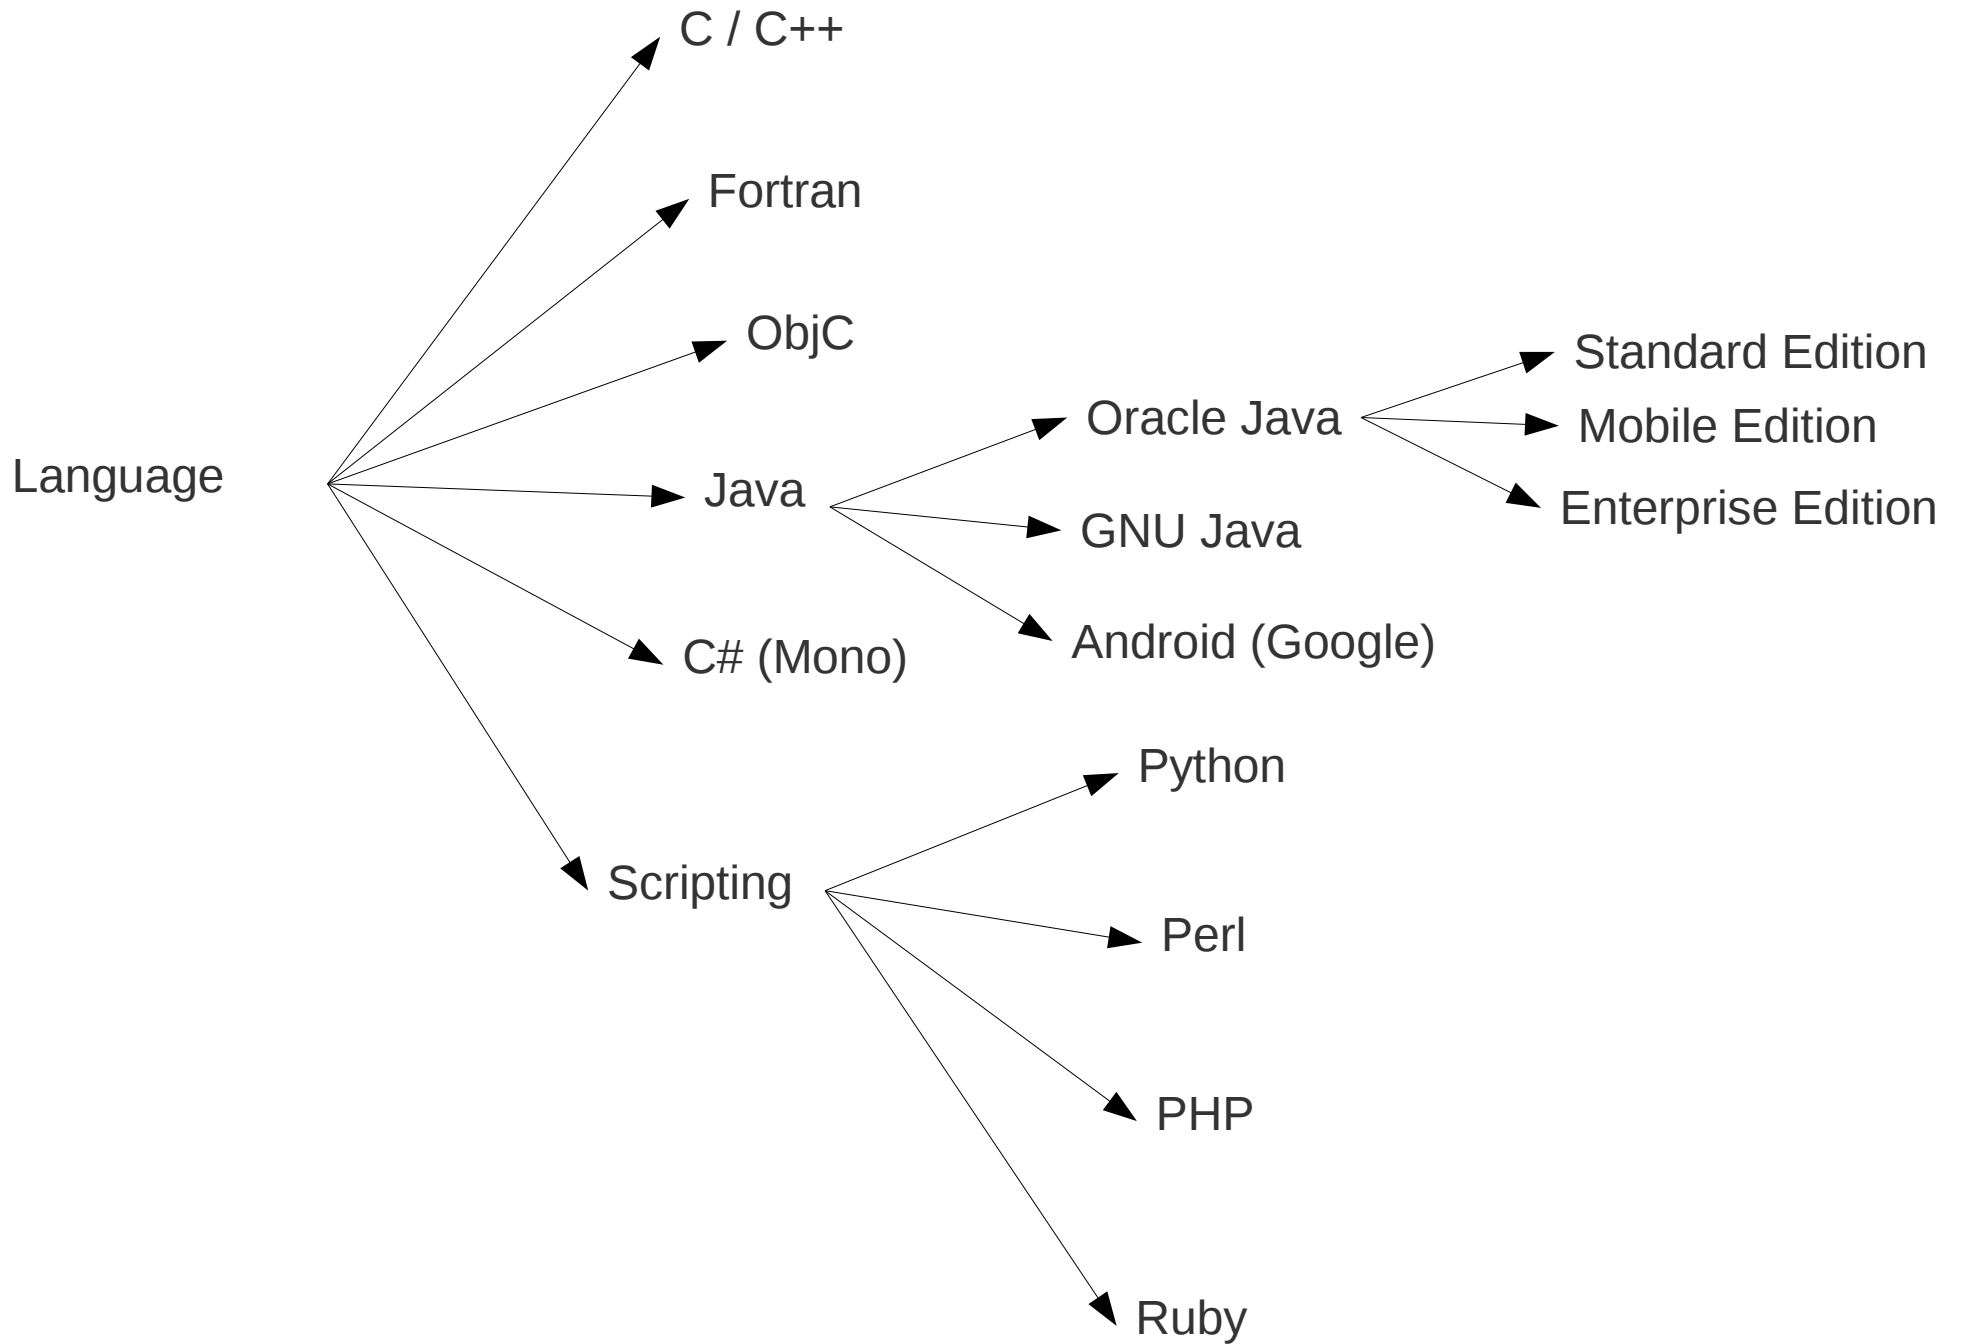 C / C++
Fortran
ObjC
Standard Edition
Oracle Java
Mobile Edition
Language
Java
Enterprise Edition
GNU Java
Android (Google)
C# (Mono)
Python
Scripting
Perl
PHP
Ruby